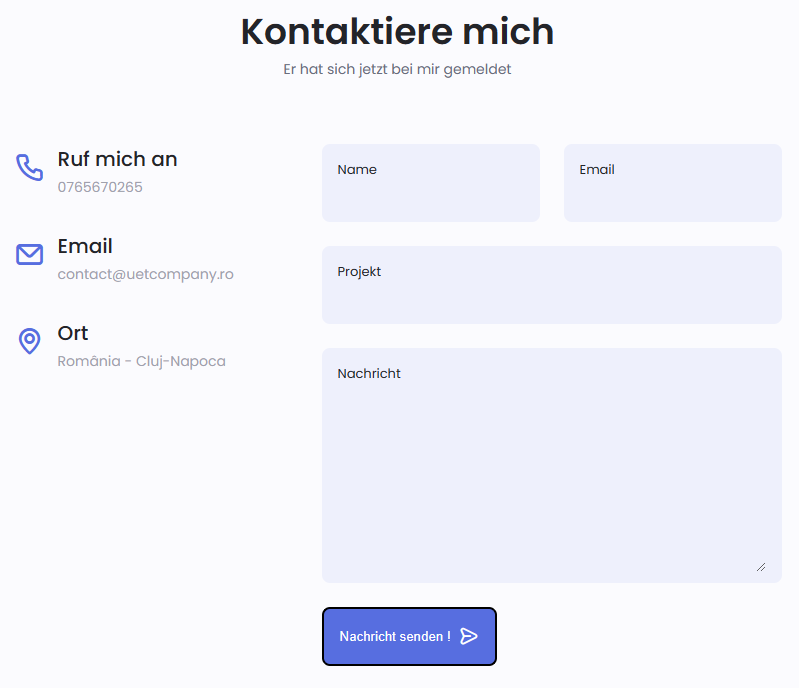 Kontaktiere mich
Er hat sich jetzt bei mir gemeldet
Ruf mich an
0765670265
Email
contact@uetcompany.ro
Ort
România - Cluj-Napoca
Name
Email
Projekt
Nachricht
Nachricht senden !